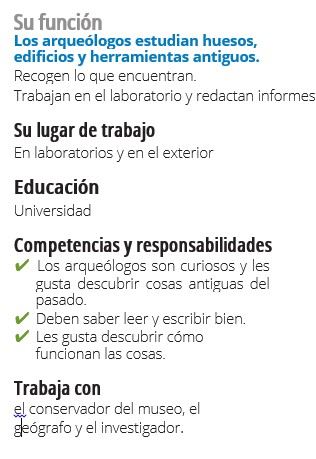 Su función
Los arqueólogos estudian huesos,
edificios y herramientas antiguos.
Recogen lo que encuentran.
Trabajan en el laboratorio y redactan informes
Su lugar de trabajo
En laboratorios y en el exterior
Educación
Universidad
Competencias y responsabilidades
✔ Los arqueólogos son curiosos y les
gusta descubrir cosas antiguas del
pasado.
✔ Deben saber leer y escribir bien.
✔ Les gusta descubrir cómo
funcionan las cosas.
Trabaja con
el conservador del museo, el
geógrafo y el investigador.